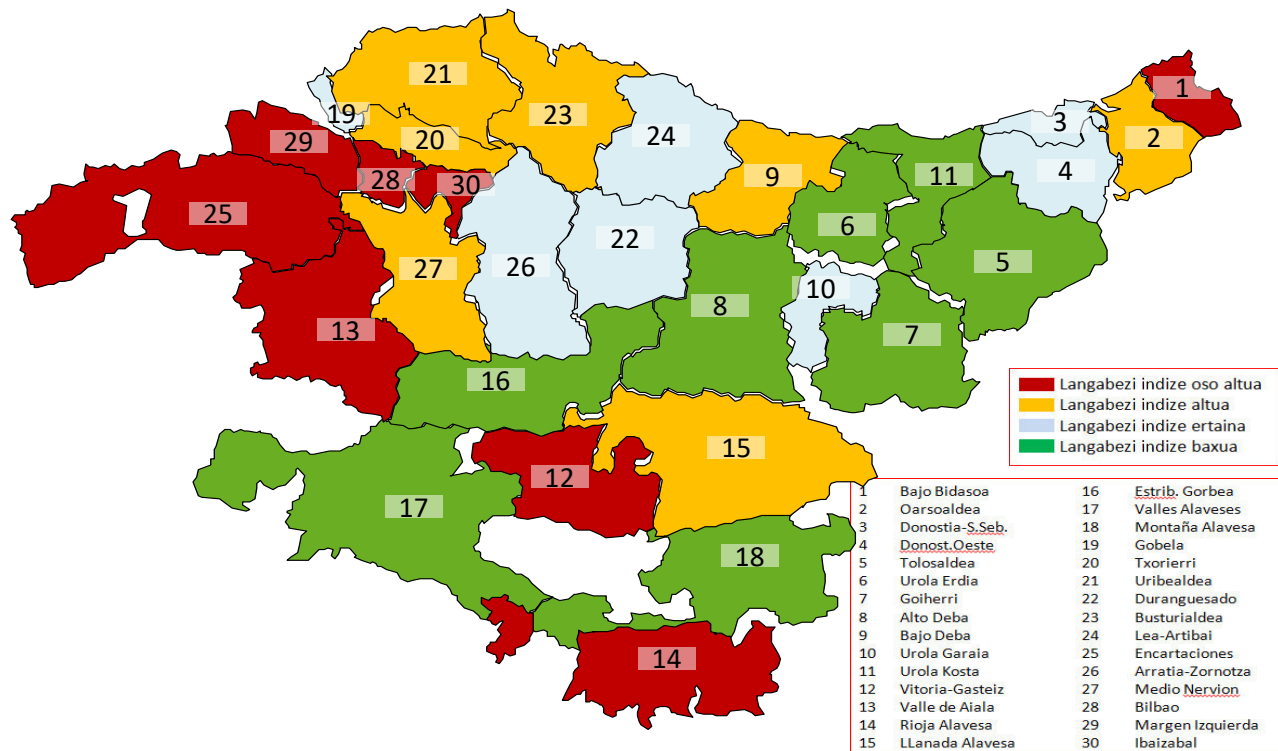 21
1
19
23
3
2
24
20
29
28
30
9
11
4
25
6
22
5
27
26
10
8
7
13
16
15
12
17
18
14
Langabezi indize oso altua
Langabezi indize altua
Langabezi indize ertaina
Langabezi indize baxua
1 Bajo Bidasoa 16 Estrib. Gorbea
2 Oarsoaldea 17 Valles Alaveses
3 Donostia-S.Seb. 18 Montaña Alavesa
4 Donost.Oeste 19 Gobela
5 Tolosaldea 20 Txorierri
6 Urola Erdia 21 Uribealdea
7 Goiherri 22 Duranguesado
8 Alto Deba 23 Busturialdea
9 Bajo Deba 24 Lea-Artibai
10 Urola Garaia 25 Encartaciones
11 Urola Kosta 26 Arratia-Zornotza
12 Vitoria-Gasteiz 27 Medio Nervion
13 Valle de Aiala 28 Bilbao
14 Rioja Alavesa 29 Margen Izquierda
15 LLanada Alavesa 30 Ibaizabal